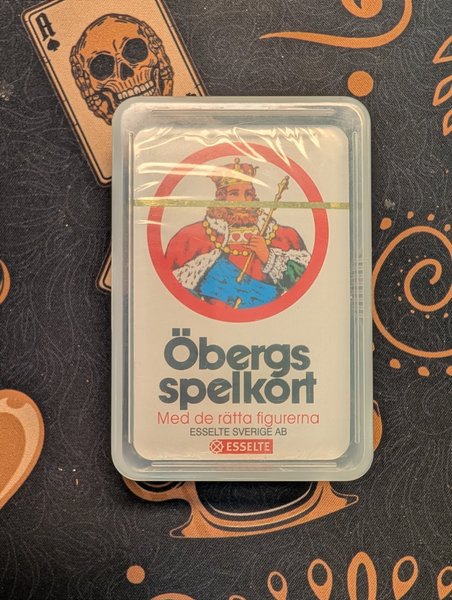 A
Öbergs
spelkort
Med de rätta figurerna
ESSELTE SVERIGE AB
ESSELTE